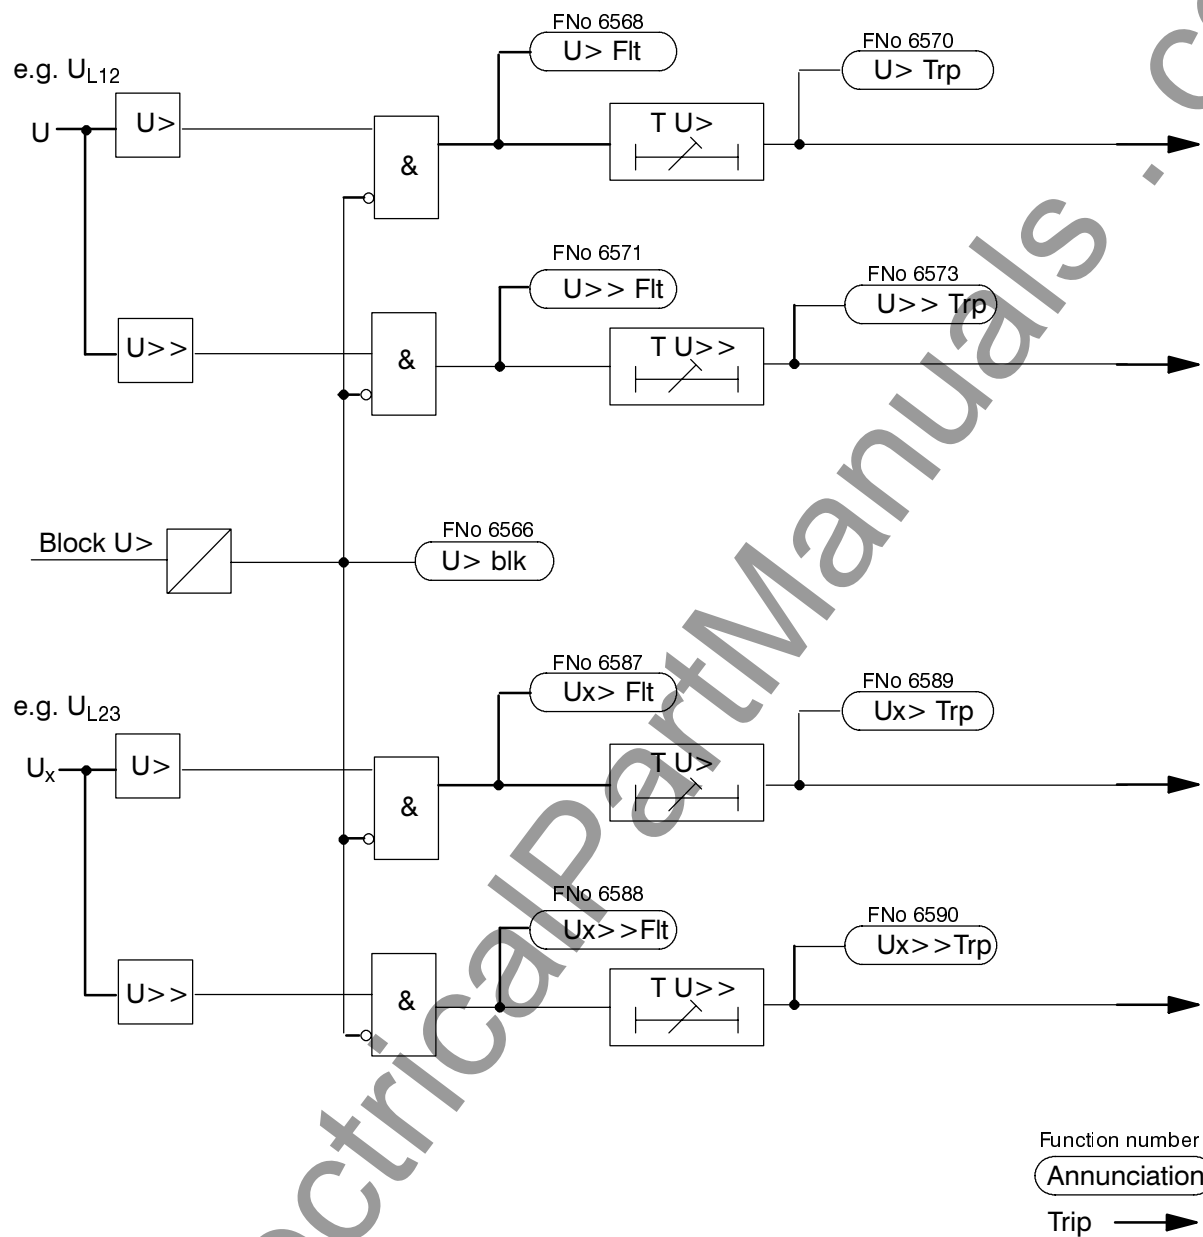 FNo 6568
U> Flt
FNo 6570
U> Trp
e.g. UL12
U
U>
&
T U>
FNo 6571
U>> Flt
FNo 6573
U>> Trp
U>>
&
T U>>
Block U>
FNo 6566
U> blk
FNo 6587
Ux> Flt
FNo 6589
Ux> Trp
e.g. UL23
Ux
U>
&
T U>
FNo 6588
Ux>>Flt
FNo 6590
Ux>>Trp
U>>
&
T U>>
Function number
Annunciation
Trip
ectricalPartManuals . co